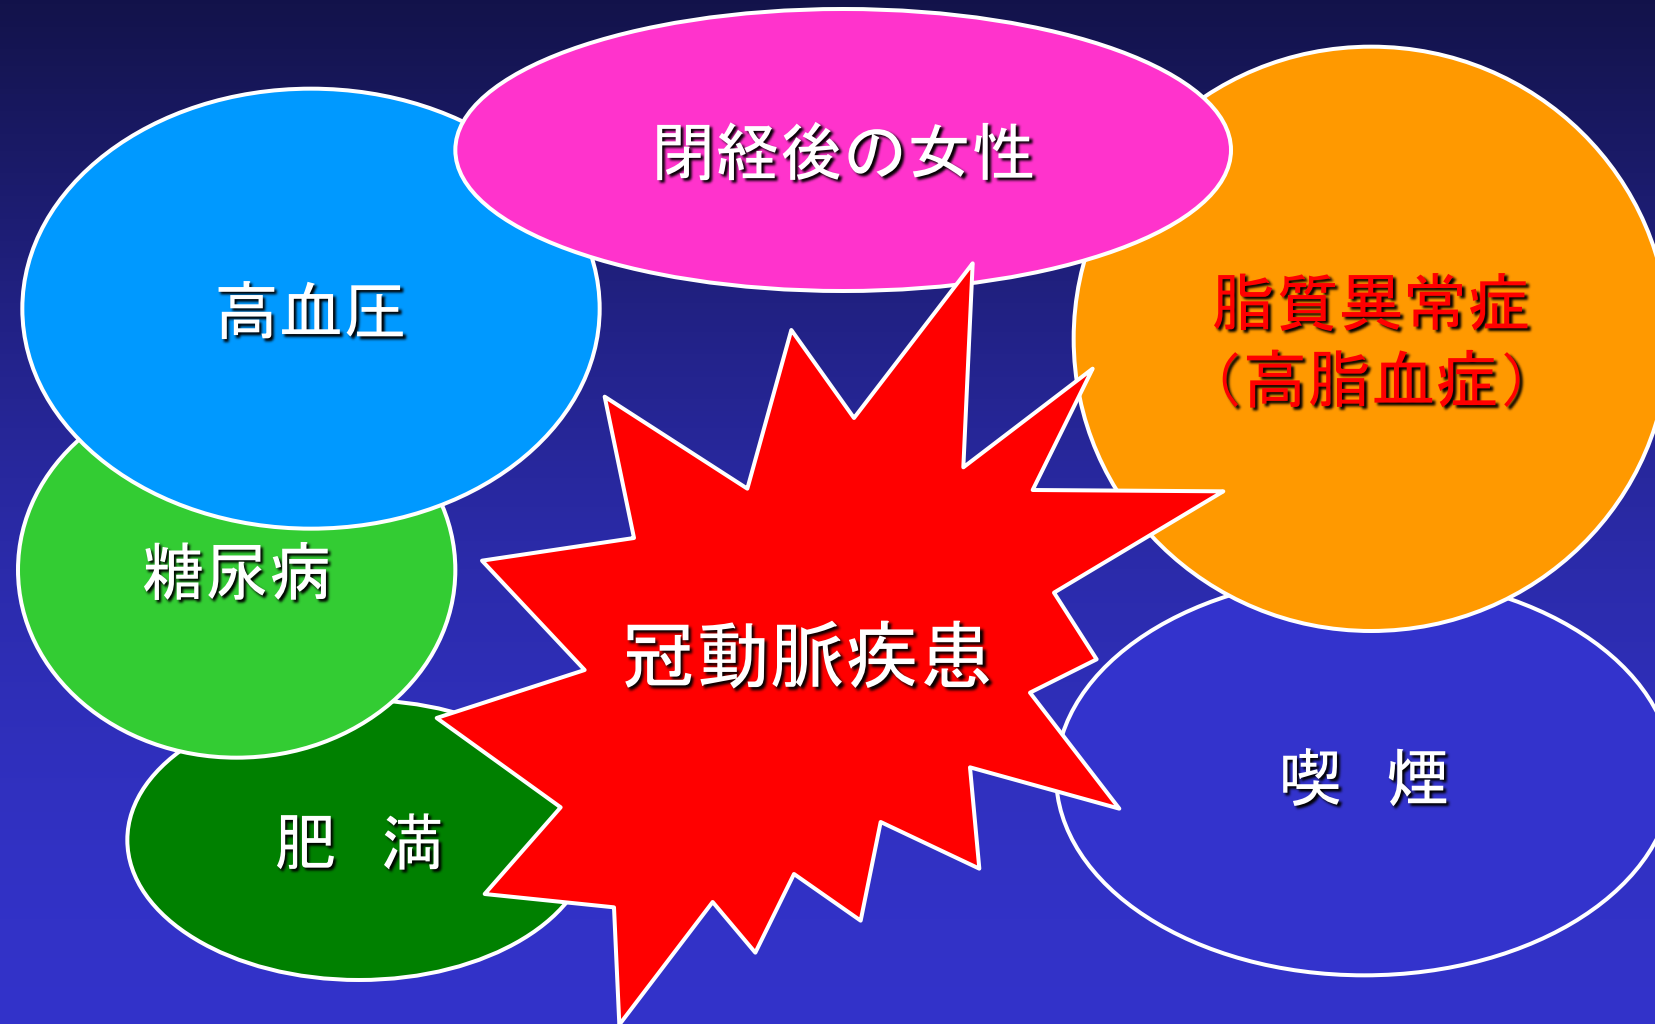 閉経後の女性
高血圧
脂質異常症
（高脂血症）
糖尿病
冠動脈疾患
喫　煙
肥　満